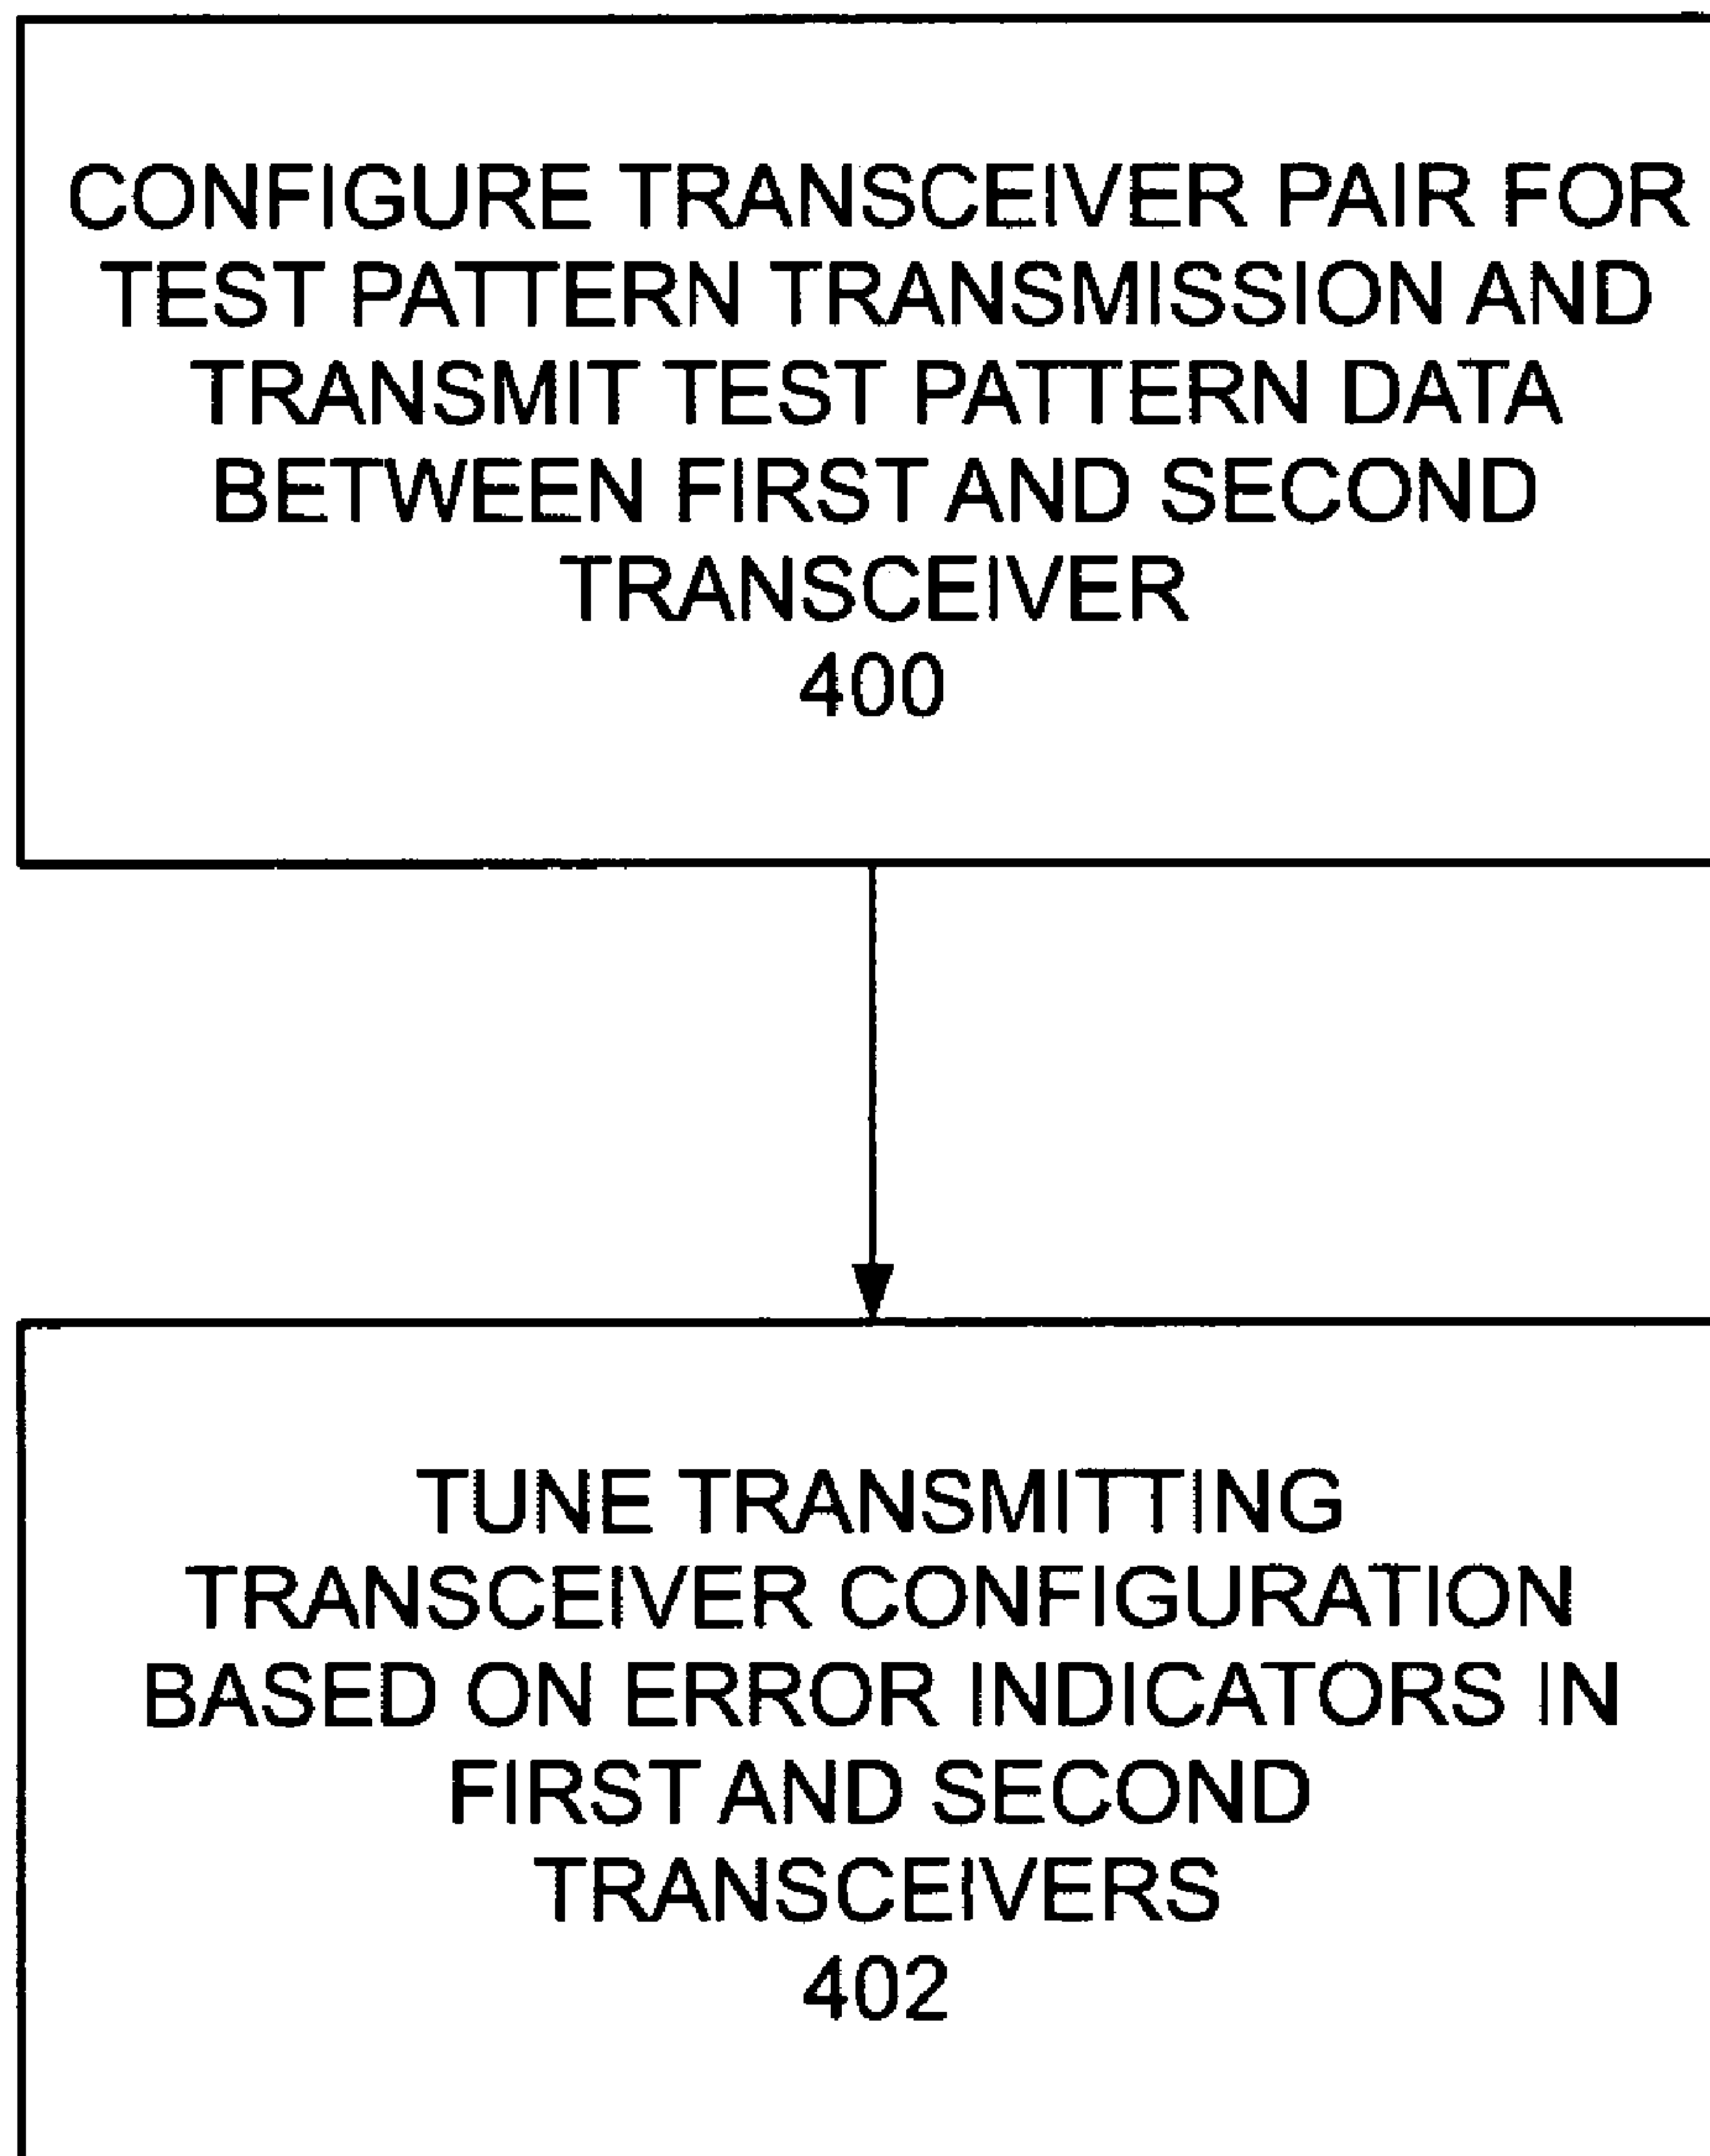 CONFIGURE TRANSCEIVER PAIR FOR
TEST PATTERN TRANSMISSION AND
TRANSMIT TEST PATTERN DATA
BETWEEN FIRST AND SECOND
TRANSCEIVER
400
TUNE TRANSMITTING
TRANSCEIVER CONFIGURATION
BASED ON ERROR INDICATORS IN
FIRST AND SECOND
TRANSCEIVERS
402